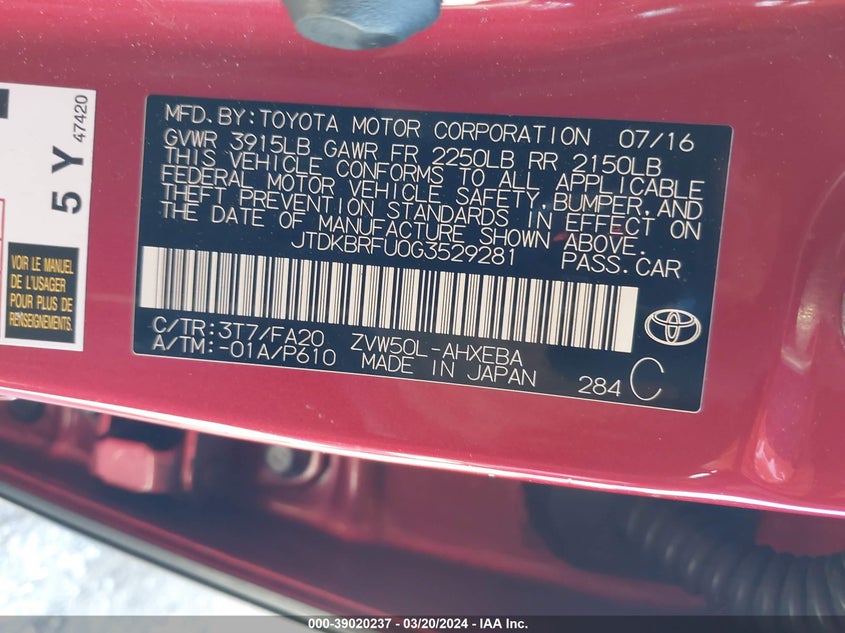 5 Y
47420
VOIR LE MANUEL
DE L'USAGER
POUR PLUS DE
RENSEIGNEMENTS.
MFD. BY: TOYOTA MOTOR CORPORATION 07/16
GVWR 3915LB GAWR FR 2250LB RR 2150LB
THIS VEHICLE CONFORMS TO ALL APPLICABLE
FEDERAL MOTOR VEHICLE SAFETY, BUMPER, AND
THEFT PREVENTION STANDARDS IN EFFECT ON
THE DATE OF MANUFACTURE SHOWN ABOVE.
JTDKBRFU0G3529281 PASS.CAR
C/TR: 3T7/FA20 ZVW50L-AHXEBA
A/TM:-01A/P610 MADE IN JAPAN 284 C
000-39020237 - 03/20/2024 - IAA Inc.